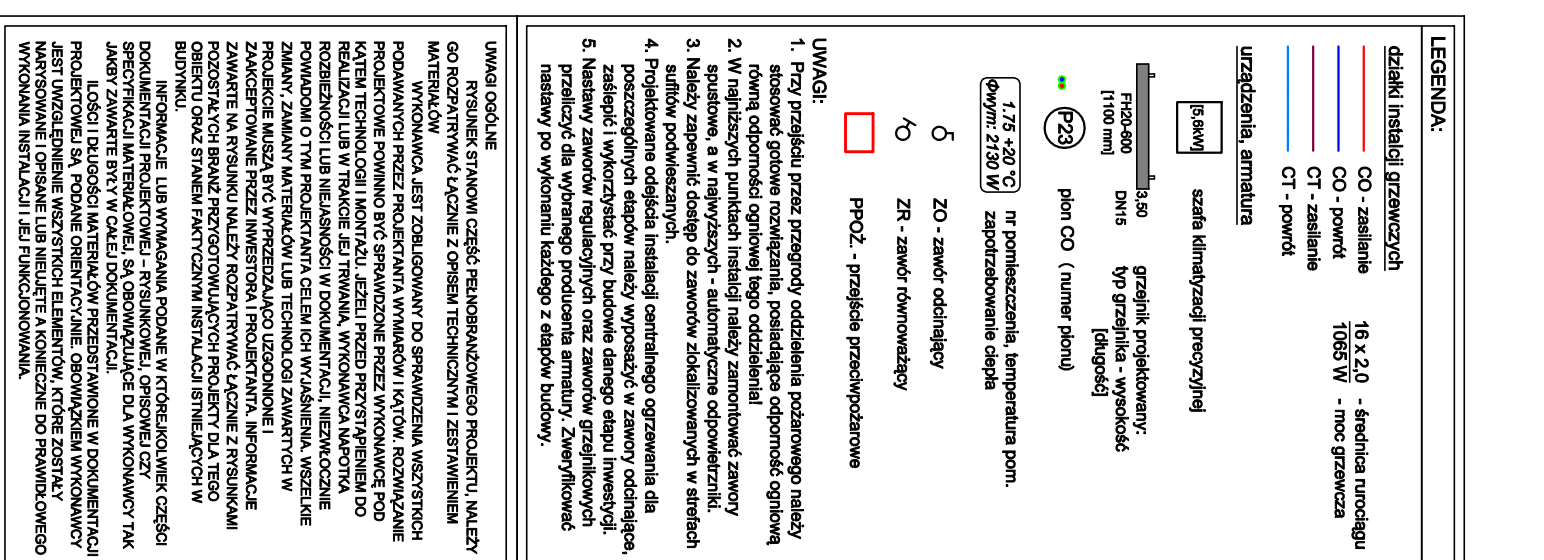 LEGENDA:
działki instalcji grzewczych
CO - zasilanie
CO - powrót
CT - zasilanie
CT - powrót
16 x 2,0 - średnica rurociągu
1065 W - moc grzewcza
urządzenia, armatura
[5,6kW] szafa klimatyzacji precyzyjnej
3,50
FH20-600 DN15
[1100 mm]
grzejnik projektowany:
typ grzejnika - wysokość
[długość]
P23 pion CO ( numer pionu)
1.75 +20 °C nr pomieszczenia, temperatura pom.
Φwym: 2130 W zapotrzebowanie ciepła
ZO - zawór odcinający
ZR - zawór równoważący
PPOŻ. - przejście przeciwpożarowe
UWAGI:
1. Przy przejściu przez przegrody oddzielenia pożarowego należy
stosować gotowe rozwiązania, posiadające odporność ogniową
równą odporności ogniowej tego oddzielenia!
2. W najniższych punktach instalcji należy zamontować zawory
spustowe, a w najwyższych - automatyczne odpowietrzniki.
3. Należy zapewnić dostęp do zaworów zlokalizowanych w strefach
sufitów podwieszanych.
4. Projektowane odejścia instalacji centralnego ogrzewania dla
poszczególnych etapów należy wyposażyć w zawory odcinające,
zaślepić i wykorztystać przy budowie danego etapu inwestycji.
5. Nastawy zaworów regulacyjnych oraz zaworów grzejnikowych
przeliczyć dla wybranego producenta armatury. Zweryfikować
nastawy po wykonaniu każdego z etapów budowy.
UWAGI OGÓLNE
RYSUNEK STANOWI CZĘŚĆ PEŁNOBRANŻOWEGO PROJEKTU, NALEŻY
GO ROZPATRYWAĆ ŁĄCZNIE Z OPISEM TECHNICZNYM I ZESTAWIENIEM
MATERIAŁÓW
WYKONAWCA JEST ZOBLIGOWANY DO SPRAWDZENIA WSZYSTKICH
PODAWANYCH PRZEZ PROJEKTANTA WYMIARÓW I KĄTÓW. ROZWIĄZANIE
PROJEKTOWE POWINNO BYĆ SPRAWDZONE PRZEZ WYKONAWCĘ POD
KĄTEM TECHNOLOGII I MONTAŻU. JEŻELI PRZED PRZYSTĄPIENIEM DO
REALIZACJI LUB W TRAKCIE JEJ TRWANIA, WYKONAWCA NAPOTKA
ROZBIEŻNOŚCI LUB NIEJASNOŚCI W DOKUMENTACJI, NIEZWŁOCZNIE
POWIADOMI O TYM PROJEKTANTA CELEM ICH WYJAŚNIENIA. WSZELKIE
ZMIANY, ZAMIANY MATERIAŁÓW LUB TECHNOLOGI ZAWARTYCH W
PROJEKCIE MUSZĄ BYĆ WYPRZEDZAJĄCO UZGODNIONE I
ZAAKCEPTOWANE PRZEZ INWESTORA I PROJEKTANTA. INFORMACJE
ZAWARTE NA RYSUNKU NALEŻY ROZPATRYWAĆ ŁĄCZNIE Z RYSUNKAMI
POZOSTAŁYCH BRANŻ PRZYGOTOWUJĄCYCH PROJEKTY DLA TEGO
OBIEKTU ORAZ STANEM FAKTYCZNYM INSTALACJI ISTNIEJĄCYCH W
BUDYNKU.
INFORMACJE LUB WYMAGANIA PODANE W KTÓREJKOLWIEK CZĘŚCI
DOKUMENTACJI PROJEKTOWEJ - RYSUNKOWEJ, OPISOWEJ CZY
SPECYFIKACJI MATERIAŁOWEJ, SĄ OBOWIĄZUJĄCE DLA WYKONAWCY TAK
JAKBY ZAWARTE BYŁY W CAŁEJ DOKUMENTACJI.
ILOŚCI I DŁUGOŚCI MATERIAŁÓW PRZEDSTAWIONE W DOKUMENTACJI
PROJEKTOWEJ SĄ PODANE ORIENTACYJNIE. OBOWIĄZKIEM WYKONAWCY
JEST UWZGLĘDNIENIE WSZYSTKICH ELEMENTÓW, KTÓRE ZOSTAŁY
NARYSOWANE I OPISANE LUB NIEUJĘTE A KONIECZNE DO PRAWIDŁOWEGO
WYKONANIA INSTALACJI I JEJ FUNKCJONOWANIA.